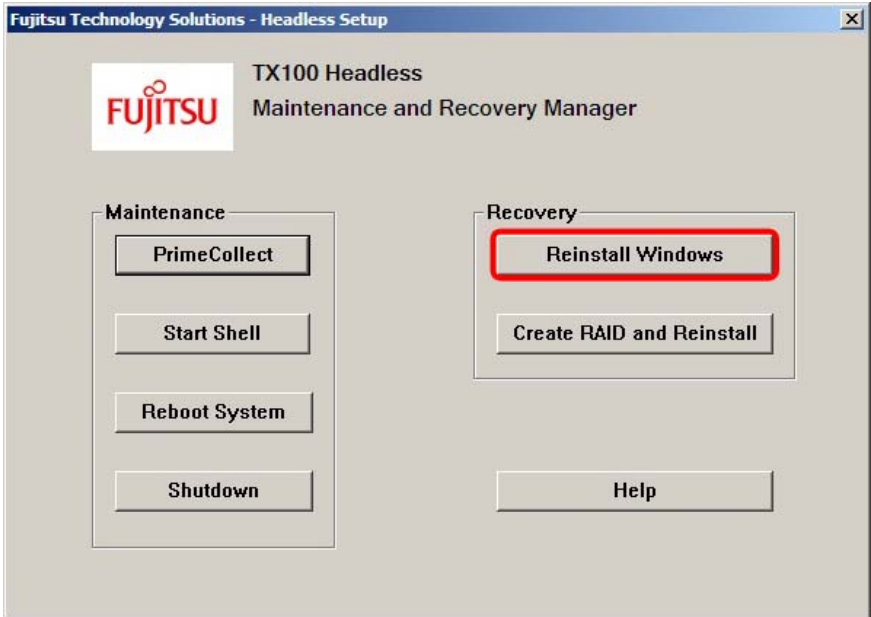 Fujitsu Technology Solutions - Headless Setup
FUJITSU
TX100 Headless
Maintenance and Recovery Manager
Maintenance
PrimeCollect
Start Shell
Reboot System
Shutdown
Recovery
Reinstall Windows
Create RAID and Reinstall
Help